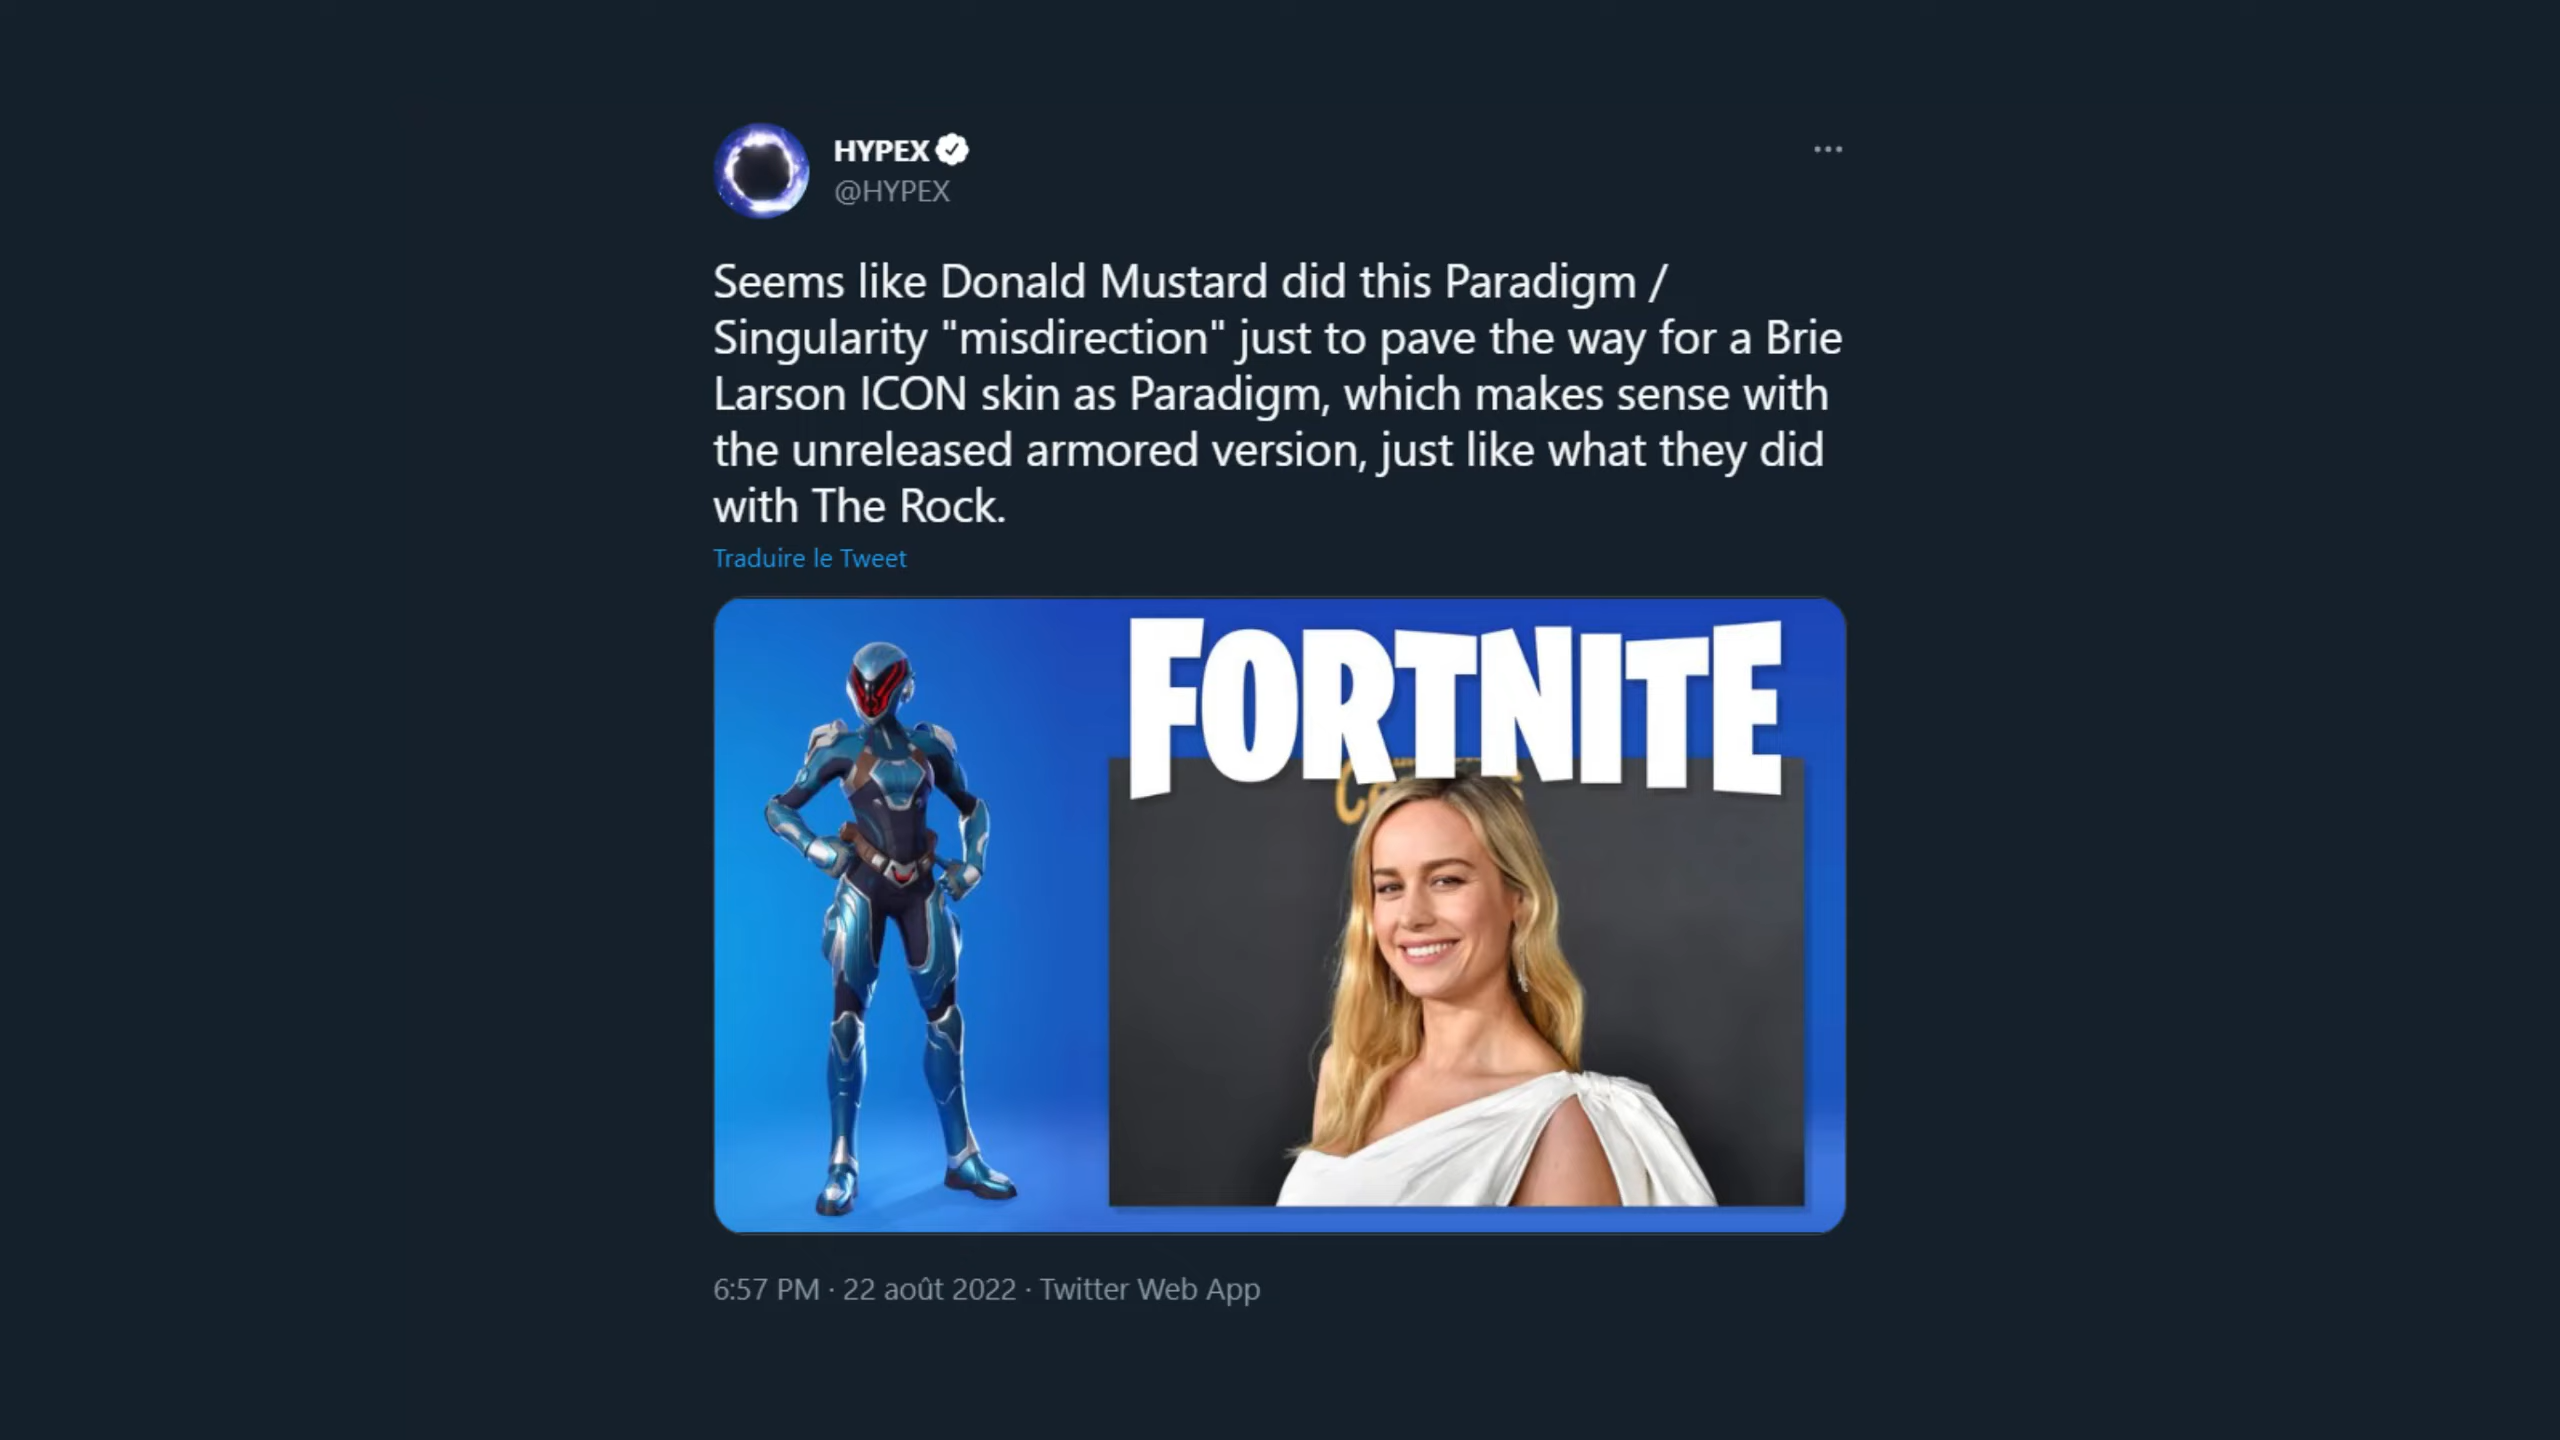 HYPEX
@HYPEX
Seems like Donald Mustard did this Paradigm /
Singularity "misdirection" just to pave the way for a Brie
Larson ICON skin as Paradigm, which makes sense with
the unreleased armored version, just like what they did
with The Rock.
Traduire le Tweet
FORTNITE
6:57 PM · 22 août 2022 · Twitter Web App